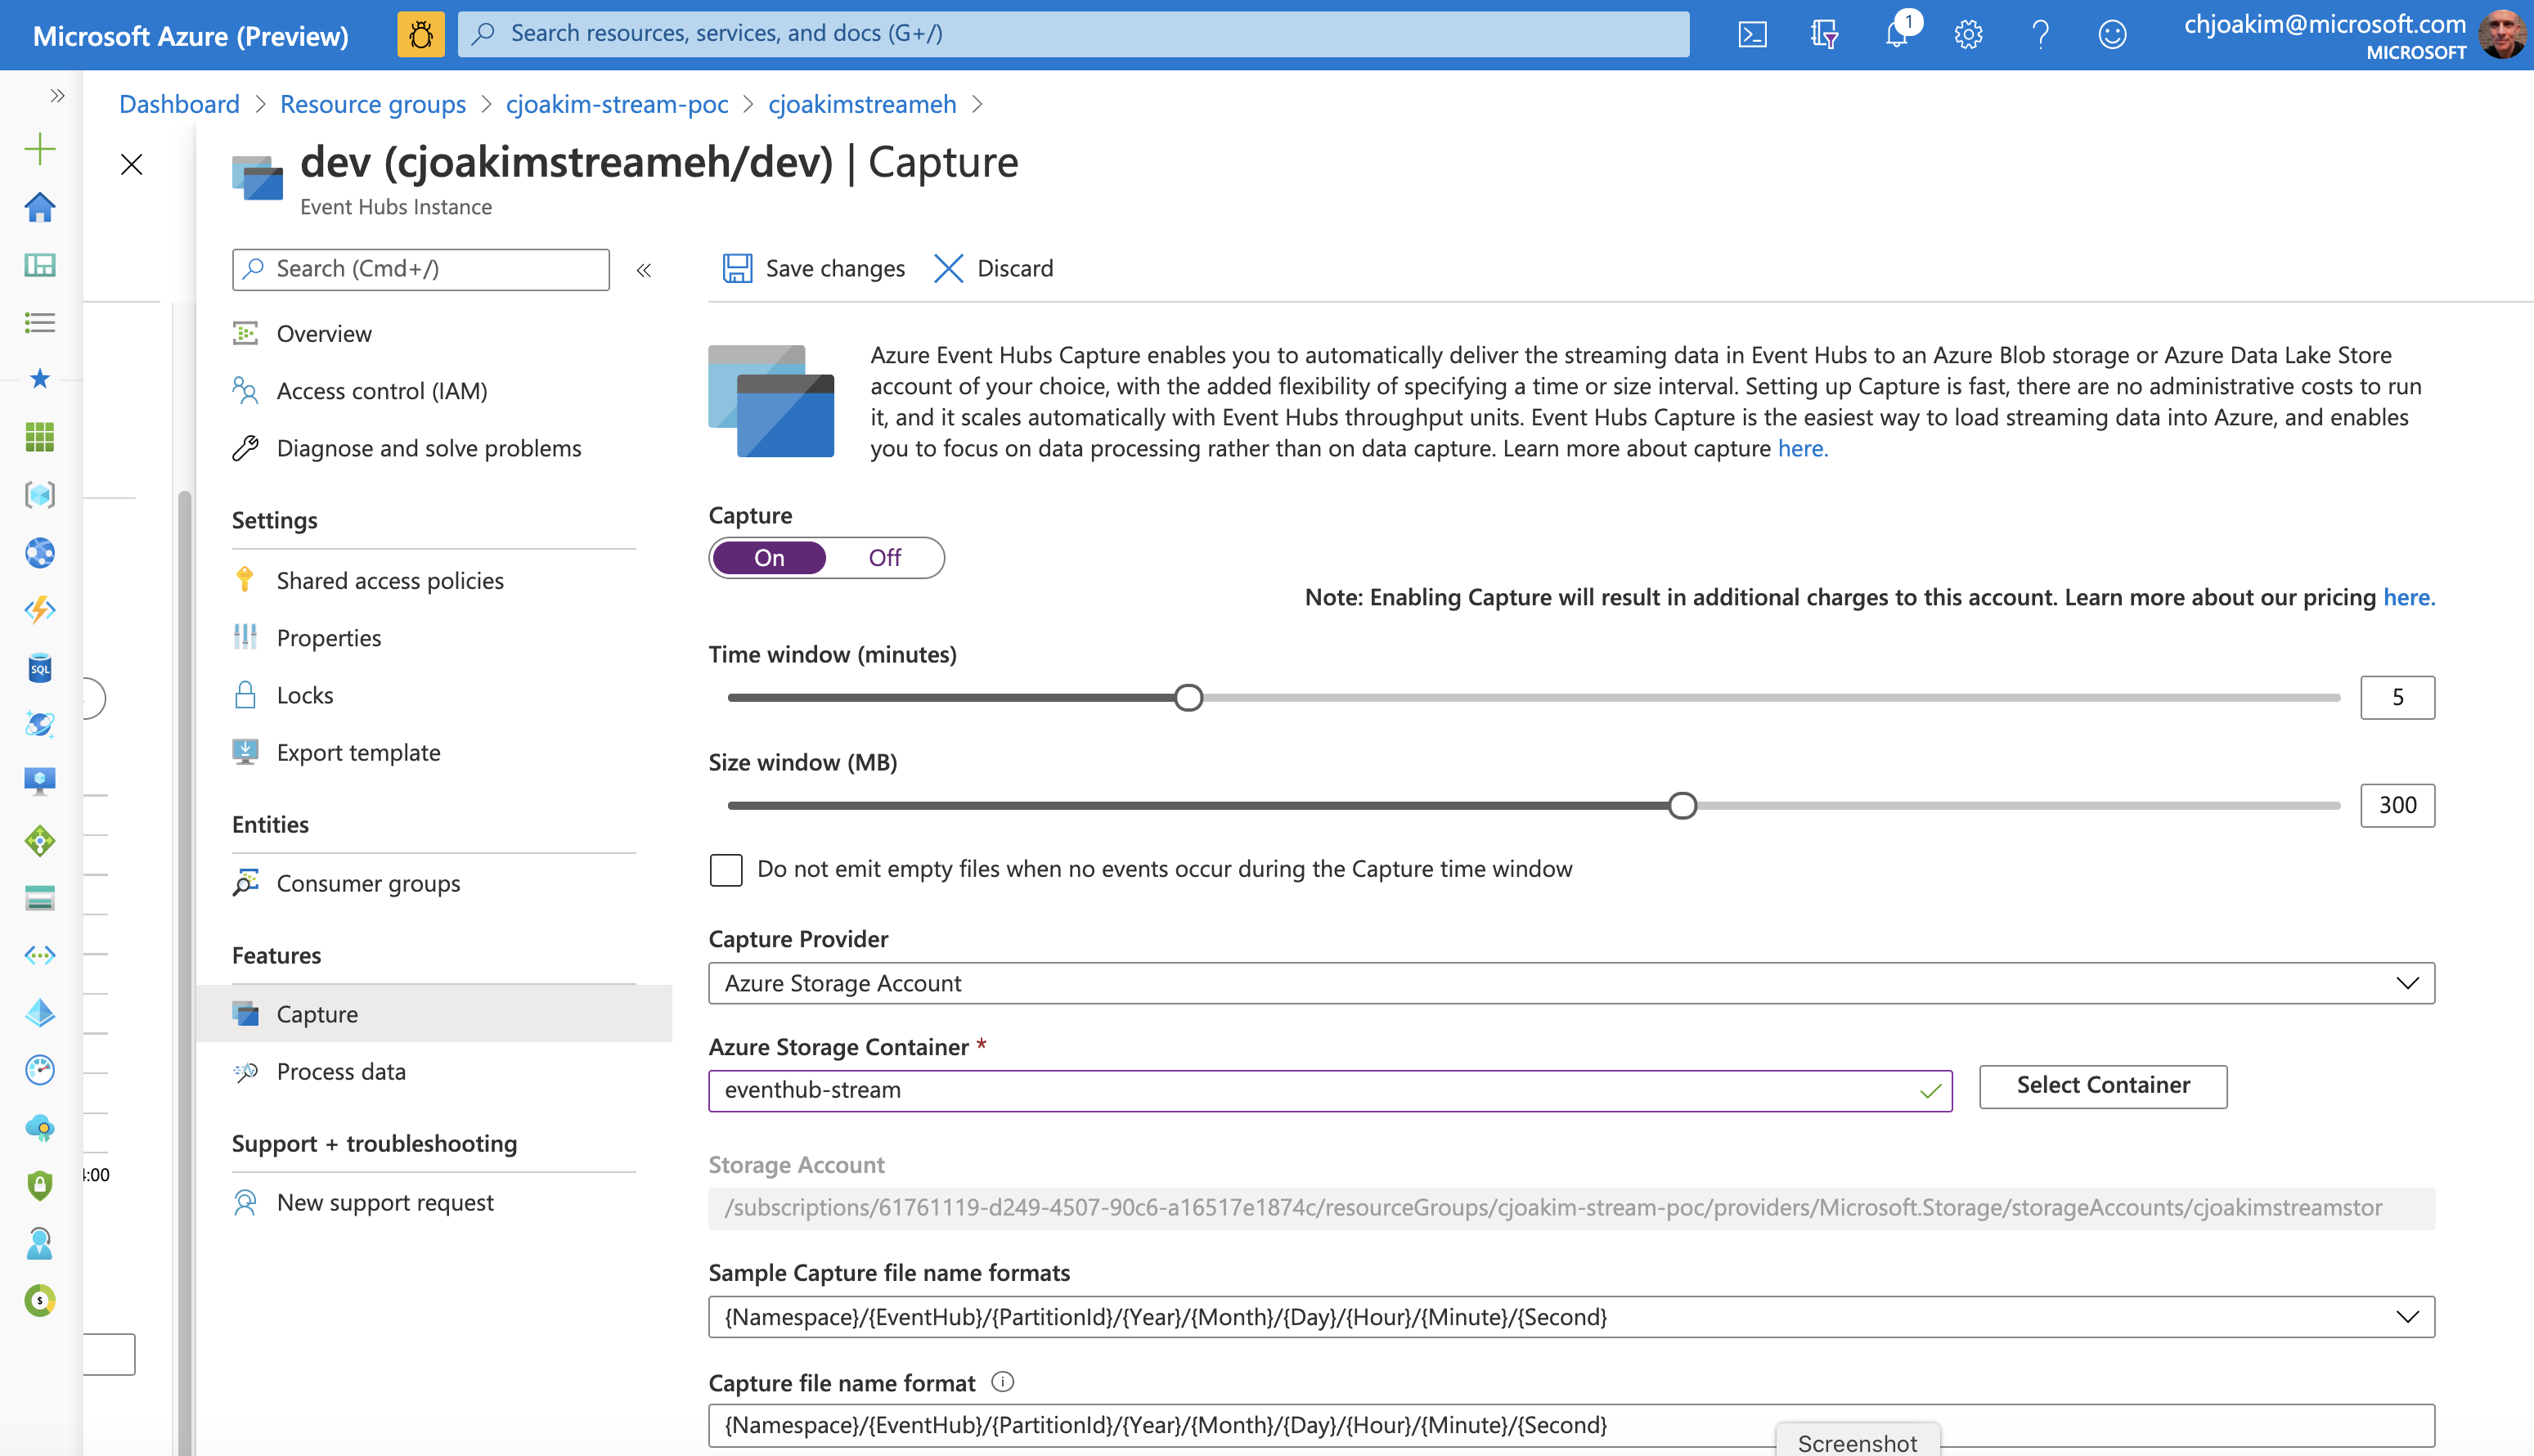 Microsoft Azure (Preview)
Search resources, services, and docs (G+/)
1
chjoakim@microsoft.com
MICROSOFT
Dashboard > Resource groups > cjoakim-stream-poc > cjoakimstreameh >
dev (cjoakimstreameh/dev) | Capture
Event Hubs Instance
Search (Cmd+/)
«
Overview
Access control (IAM)
Diagnose and solve problems
Settings
Shared access policies
Properties
Locks
Export template
Entities
Consumer groups
Features
Capture
Process data
Support + troubleshooting
New support request
SQL
:00
$
Save changes
Discard
Azure Event Hubs Capture enables you to automatically deliver the streaming data in Event Hubs to an Azure Blob storage or Azure Data Lake Store
account of your choice, with the added flexibility of specifying a time or size interval. Setting up Capture is fast, there are no administrative costs to run
it, and it scales automatically with Event Hubs throughput units. Event Hubs Capture is the easiest way to load streaming data into Azure, and enables
you to focus on data processing rather than on data capture. Learn more about capture here.
Capture
On Off
Note: Enabling Capture will result in additional charges to this account. Learn more about our pricing here.
Time window (minutes)
5
Size window (MB)
300
Do not emit empty files when no events occur during the Capture time window
Capture Provider
Azure Storage Account
Azure Storage Container *
eventhub-stream
Select Container
Storage Account
/subscriptions/61761119-d249-4507-90c6-a16517e1874c/resourceGroups/cjoakim-stream-poc/providers/Microsoft.Storage/storageAccounts/cjoakimstreamstor
Sample Capture file name formats
{Namespace}/{EventHub}/{PartitionId}/{Year}/{Month}/{Day}/{Hour}/{Minute}/{Second}
Capture file name format
{Namespace}/{EventHub}/{PartitionId}/{Year}/{Month}/{Day}/{Hour}/{Minute}/{Second}
Screenshot